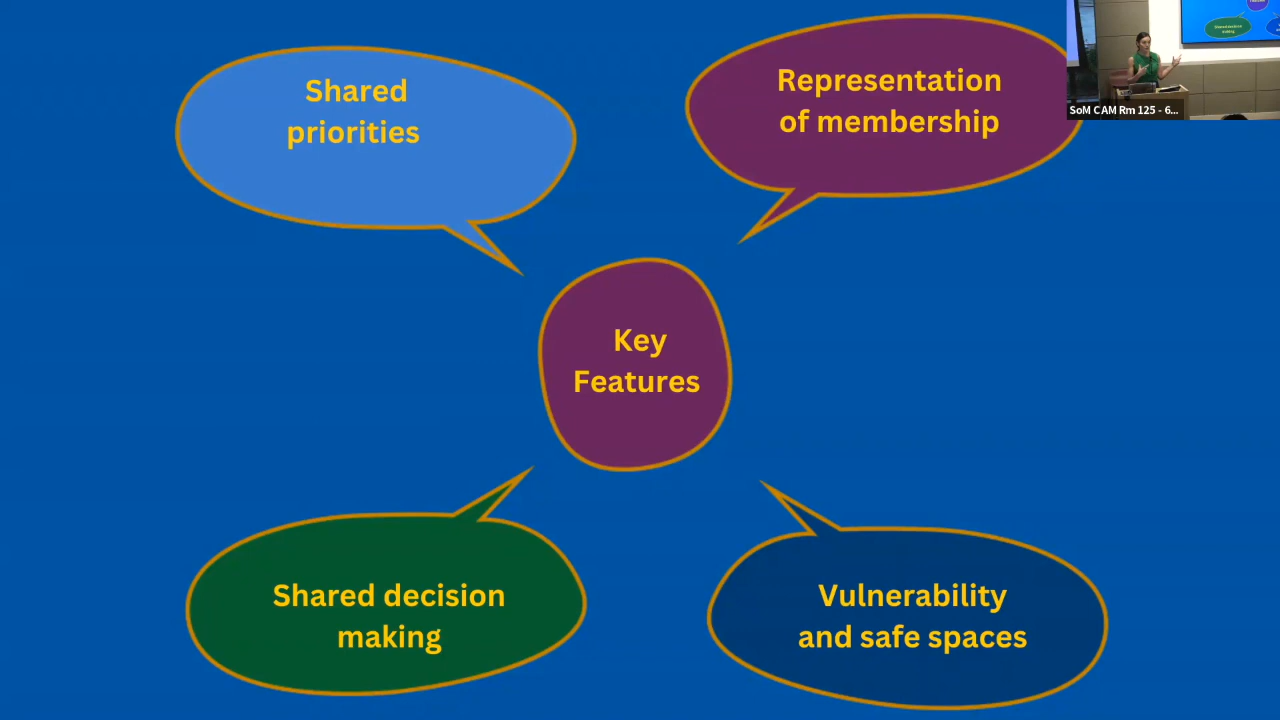 Shared
priorities
Representation
of membership
SoM CAM Rm 125 - 6...
Key
Features
Shared decision
making
Vulnerability
and safe spaces